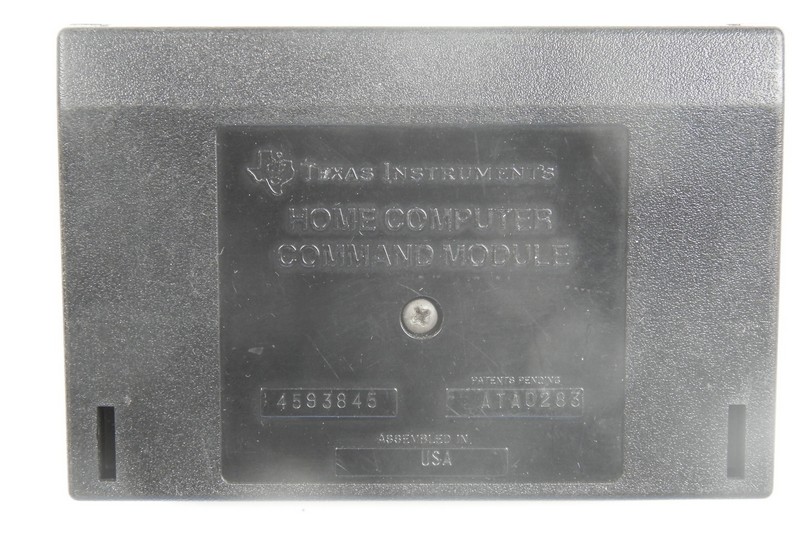 TEXAS INSTRUMENTS
HOME COMPUTER
COMMAND MODULE
PATENTS PENDING
4593845
ATA0283
ASSEMBLED IN
USA